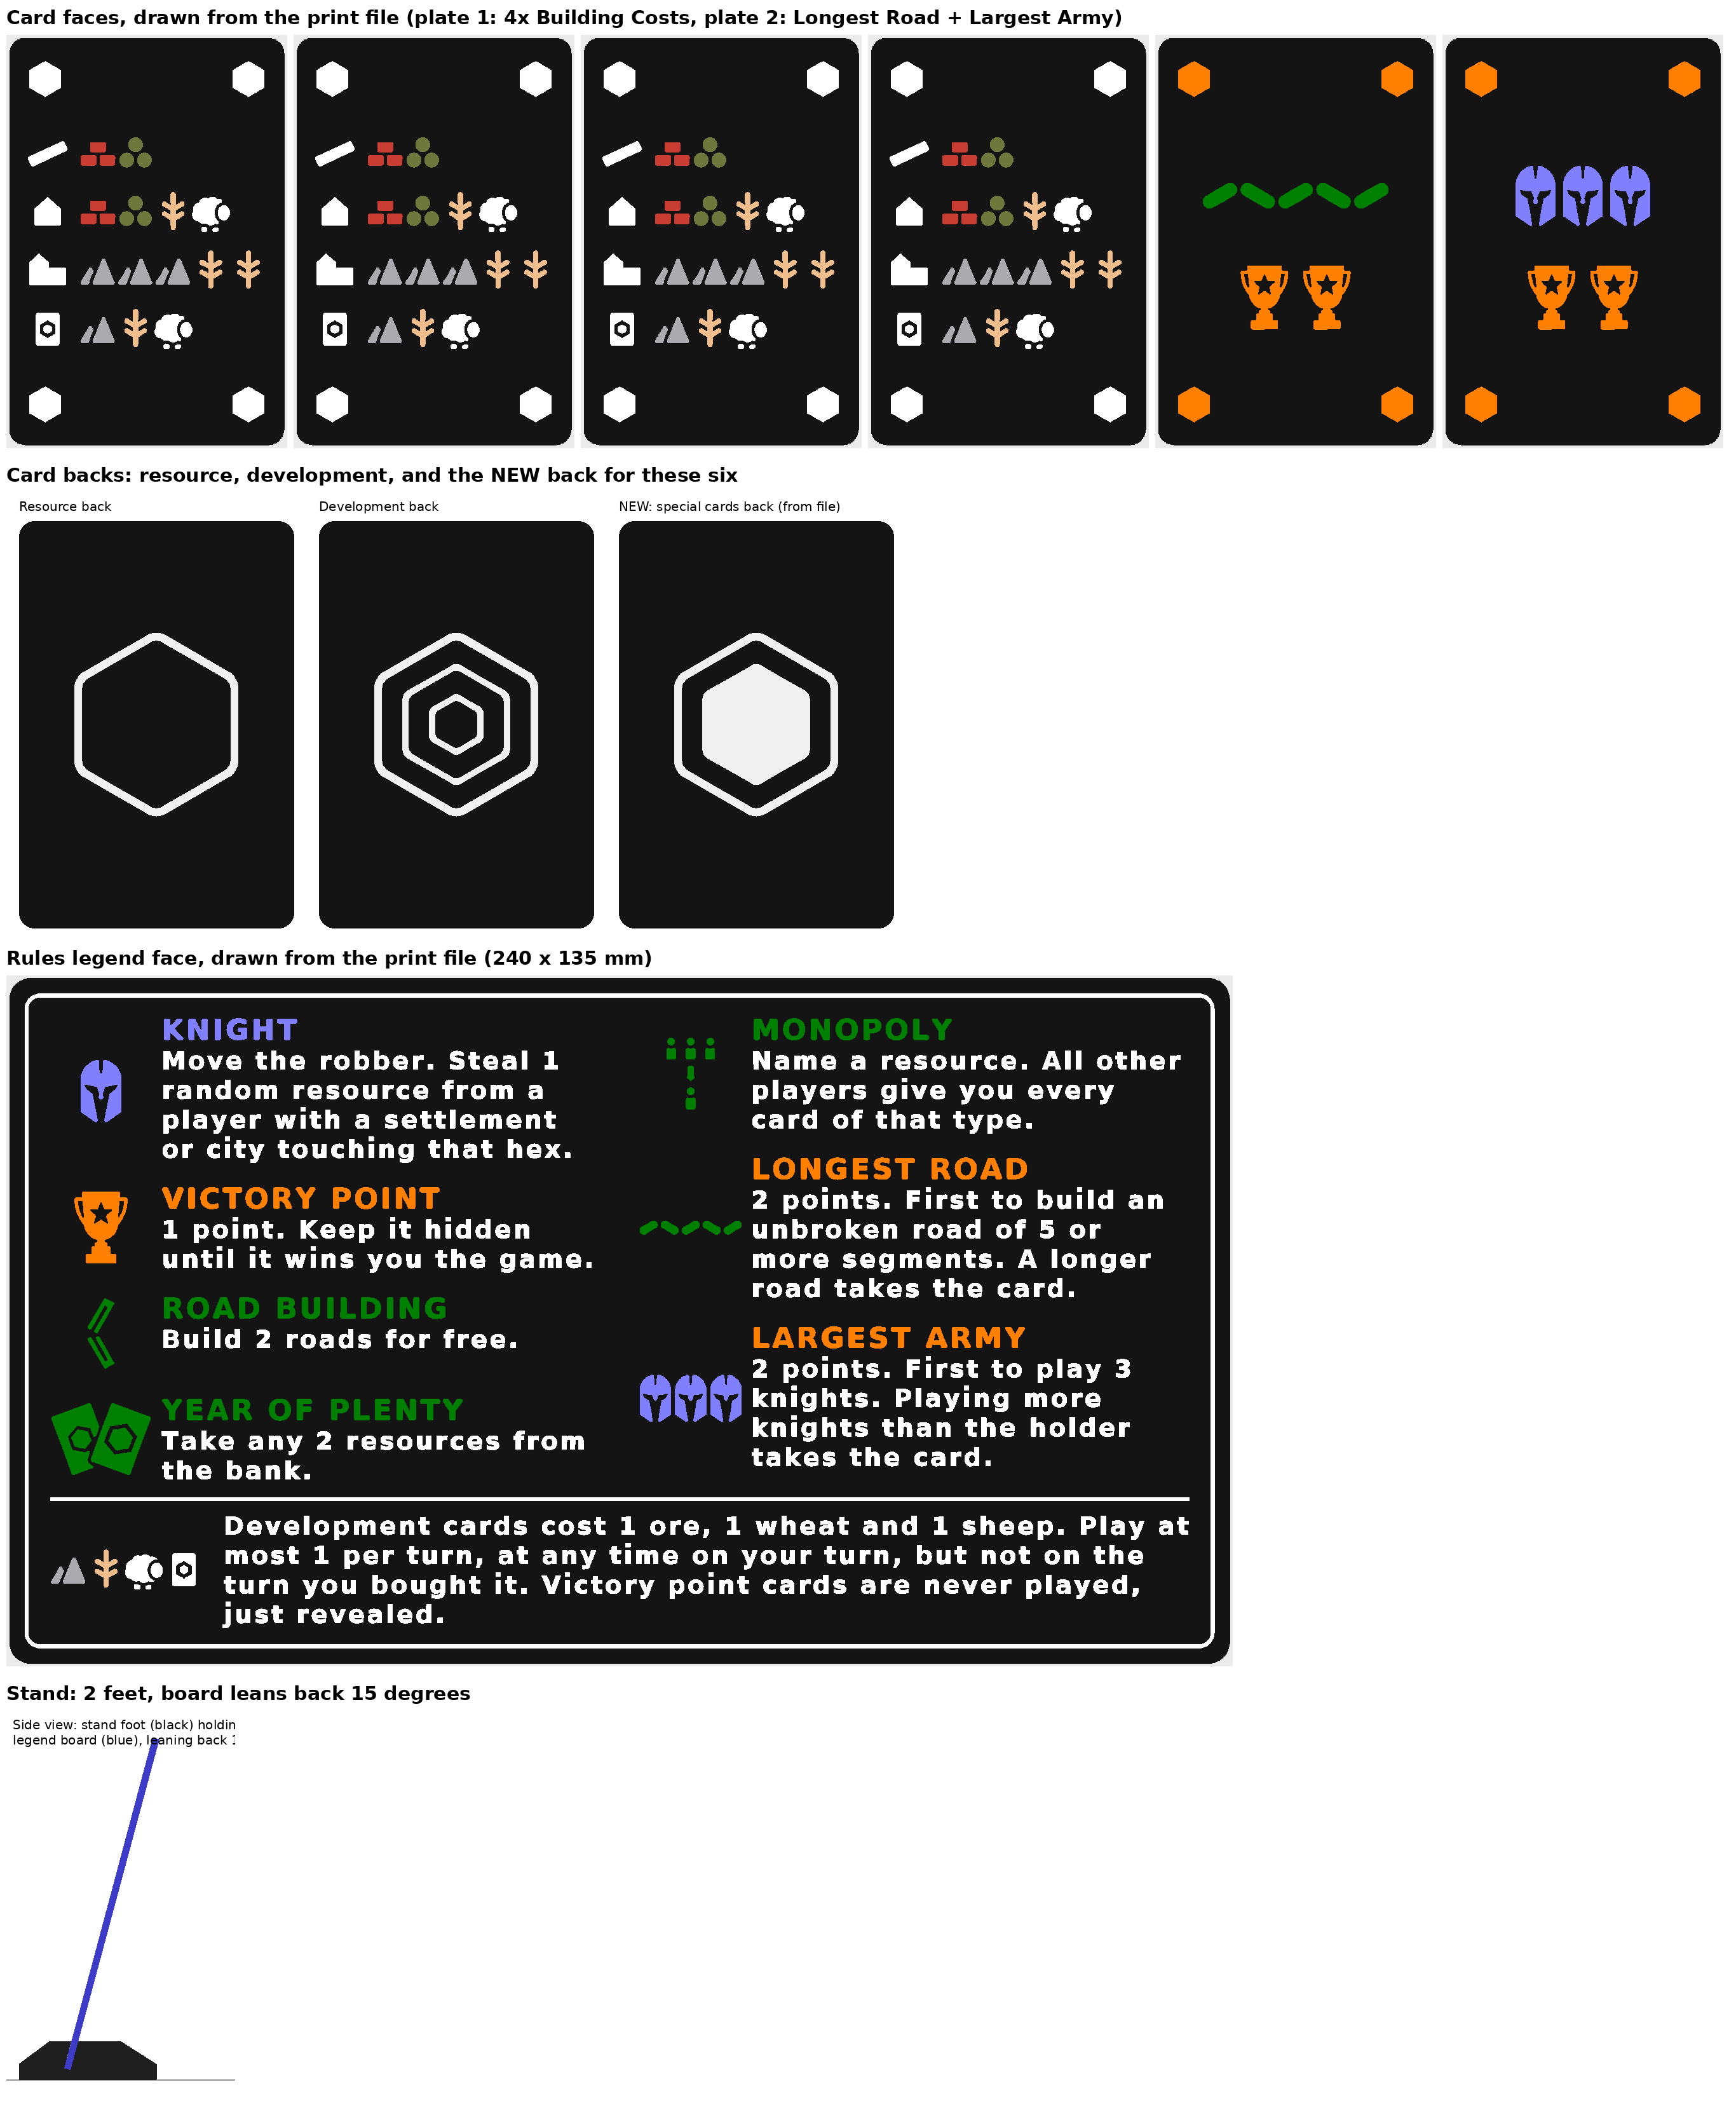 Card faces, drawn from the print file (plate 1: 4x Building Costs, plate 2: Longest Road + Largest Army)
Card backs: resource, development, and the NEW back for these six
Resource back
Development back
NEW: special cards back (from file)
Rules legend face, drawn from the print file (240 x 135 mm)
KNIGHT
Move the robber. Steal 1
random resource from a
player with a settlement
or city touching that hex.
VICTORY POINT
1 point. Keep it hidden
until it wins you the game.
ROAD BUILDING
Build 2 roads for free.
YEAR OF PLENTY
Take any 2 resources from
the bank.
MONOPOLY
Name a resource. All other
players give you every
card of that type.
LONGEST ROAD
2 points. First to build an
unbroken road of 5 or
more segments. A longer
road takes the card.
LARGEST ARMY
2 points. First to play 3
knights. Playing more
knights than the holder
takes the card.
Development cards cost 1 ore, 1 wheat and 1 sheep. Play at
most 1 per turn, at any time on your turn, but not on the
turn you bought it. Victory point cards are never played,
just revealed.
Stand: 2 feet, board leans back 15 degrees
Side view: stand foot (black) holdin
legend board (blue), leaning back